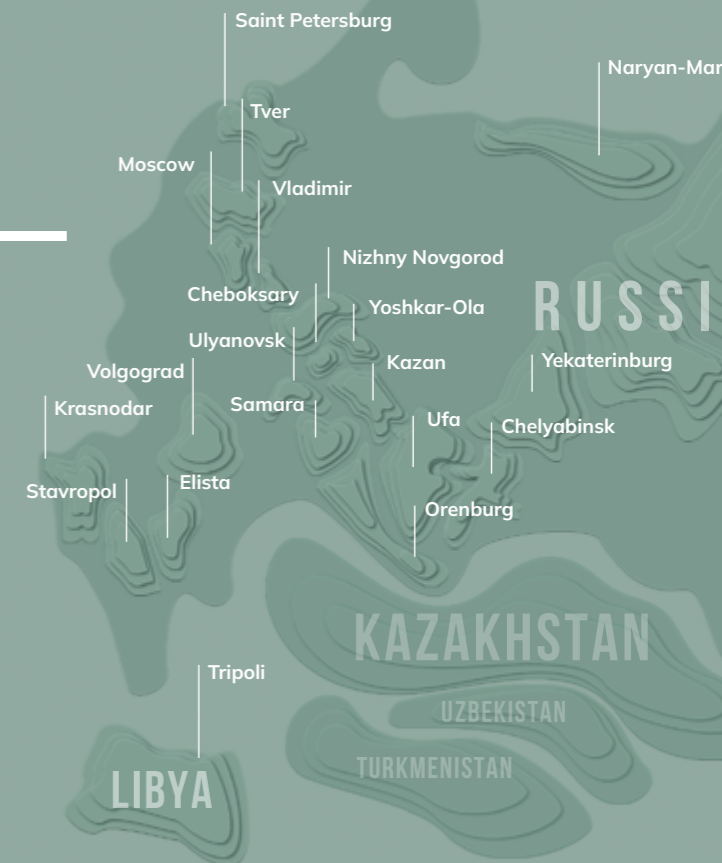 Saint Petersburg
Naryan-Mar
Tver
Moscow
Vladimir
Nizhny Novgorod
Cheboksary
Yoshkar-Ola
RUSSI
Ulyanovsk
Kazan
Yekaterinburg
Volgograd
Krasnodar
Samara
Ufa
Chelyabinsk
Stavropol
Elista
Orenburg
KAZAKHSTAN
Tripoli
UZBEKISTAN
TURKMENISTAN
LIBYA